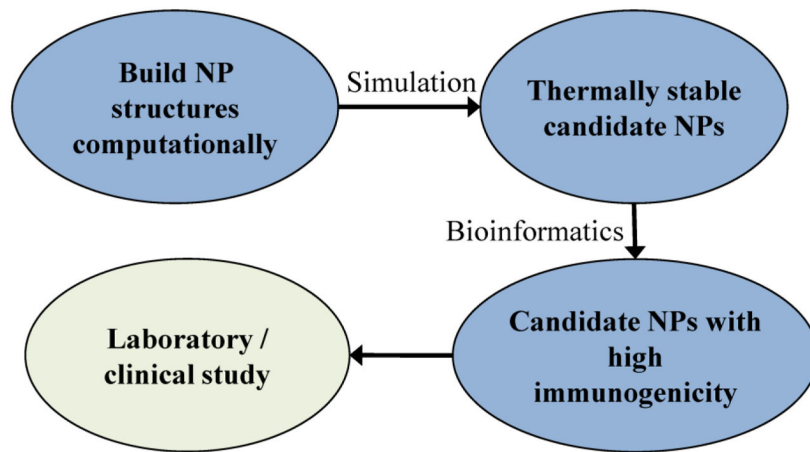 Build NP
structures
computationally
Simulation
Thermally stable
candidate NPs
Bioinformatics
Candidate NPs with
high
immunogenicity
Laboratory /
clinical study